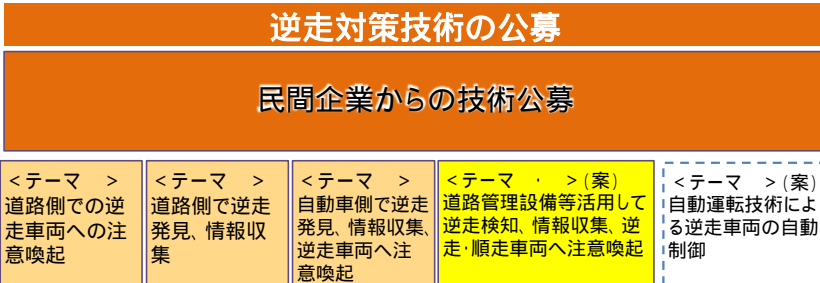 逆走対策技術の公募
民間企業からの技術公募
<テーマ　>
道路側での逆
走車両への注
意喚起
<テーマ　>
道路側で逆走
発見、情報収
集
<テーマ　>
自動車側で逆走
発見、情報収集、
逆走車両へ注
意喚起
<テーマ　・　>(案)
道路管理設備等活用して
逆走検知、情報収集、逆
走・順走車両へ注意喚起
<テーマ　>(案)
自動運転技術によ
る逆走車両の自動
制御